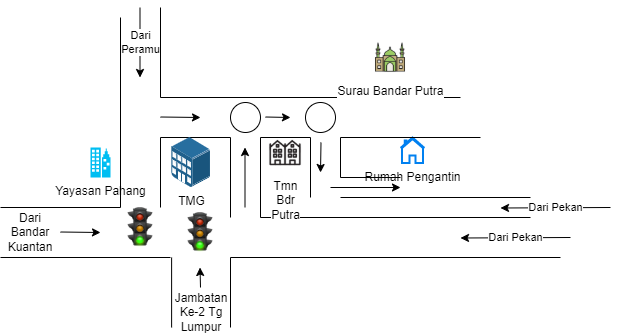 Dari
Peramu
Surau Bandar Putra
Yayasan Pahang
TMG
Tmn
Bdr
Putra
Rumah Pengantin
Dari
Bandar
Kuantan
Dari Pekan
Dari Pekan
Jambatan
Ke-2 Tg
Lumpur